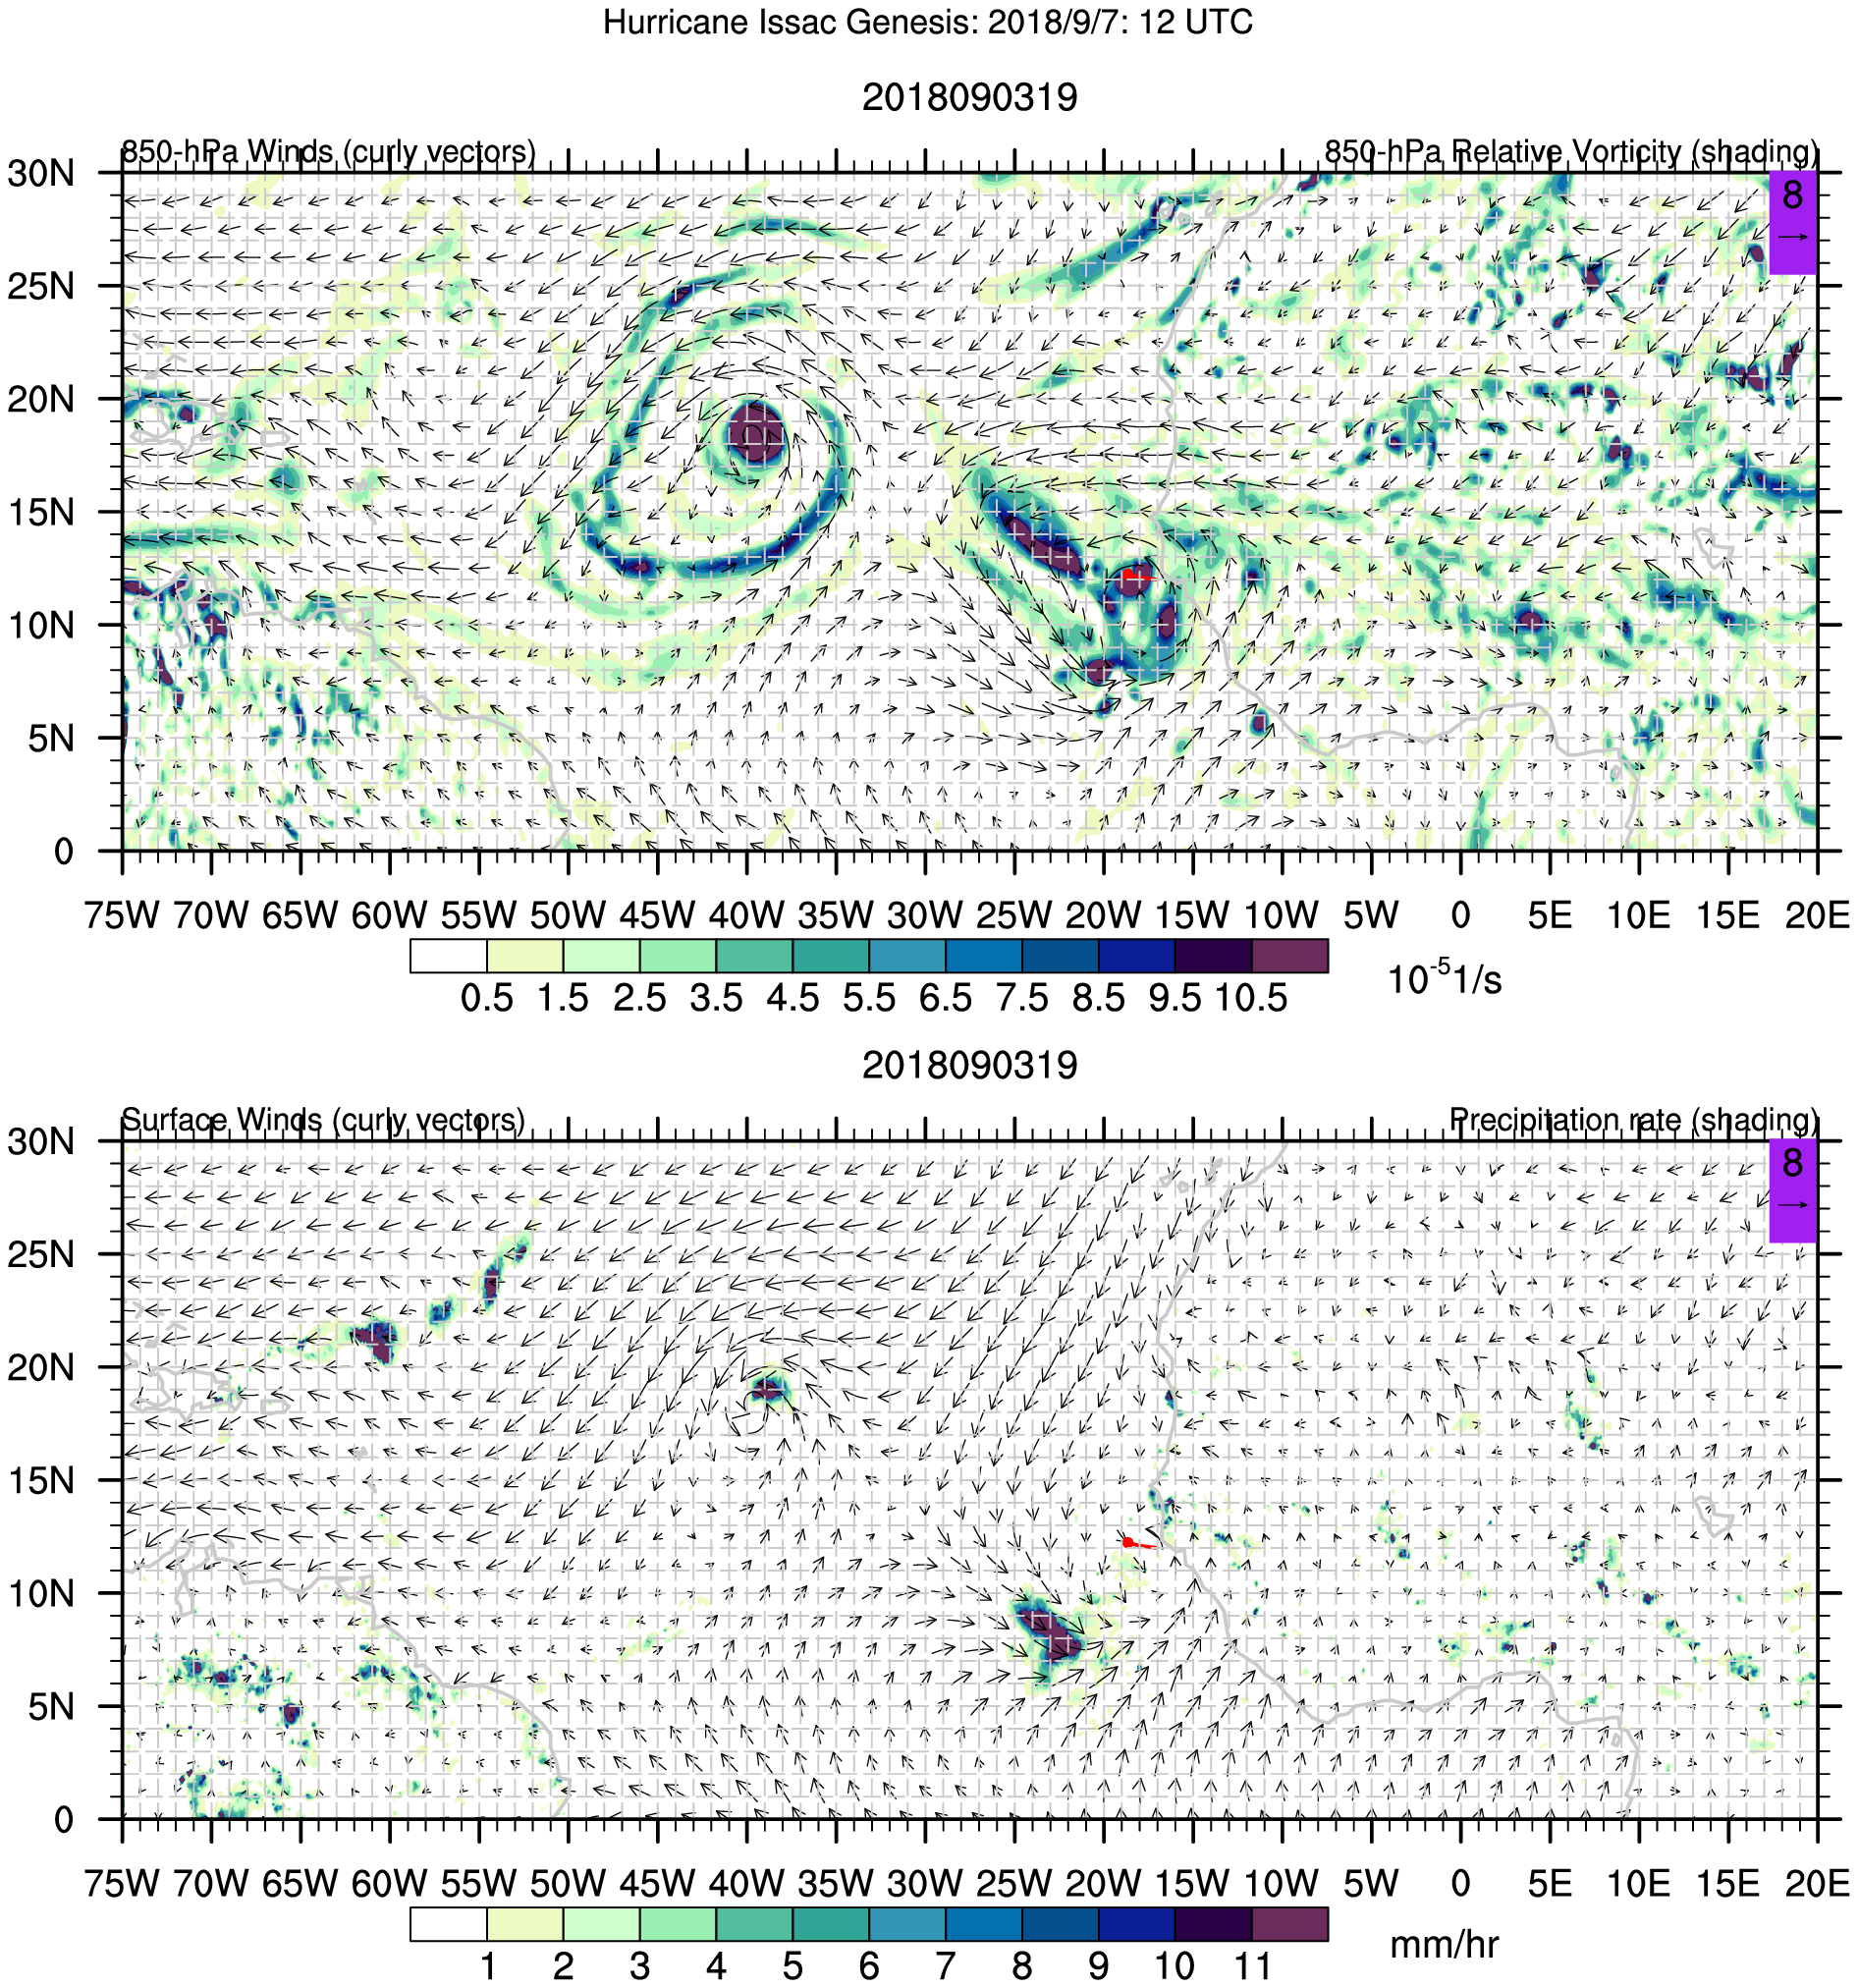 Hurricane Issac Genesis: 2018/9/7: 12 UTC
2018090319
850-hPa Winds (curly vectors) 850-hPa Relative Vorticity (shading)
8
30N
25N
20N
15N
10N
5N
0
75W 70W 65W 60W 55W 50W 45W 40W 35W 30W 25W 20W 15W 10W 5W 0 5E 10E 15E 20E
0.5 1.5 2.5 3.5 4.5 5.5 6.5 7.5 8.5 9.5 10.5
10-51/s
2018090319
Surface Winds (curly vectors) Precipitation rate (shading)
8
30N
25N
20N
15N
10N
5N
0
75W 70W 65W 60W 55W 50W 45W 40W 35W 30W 25W 20W 15W 10W 5W 0 5E 10E 15E 20E
1 2 3 4 5 6 7 8 9 10 11
mm/hr